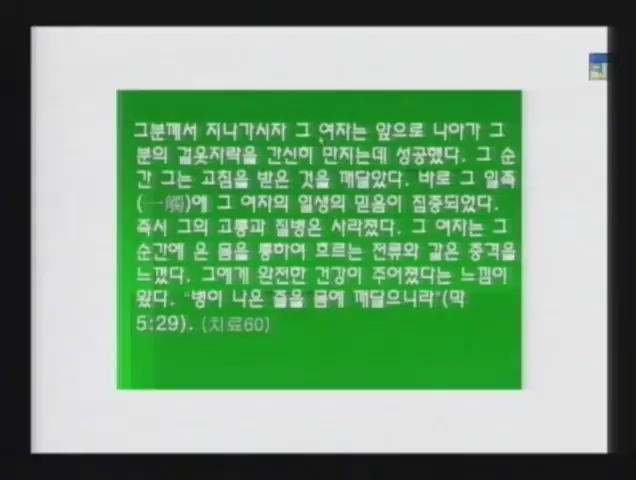 그분께서 지나가시자 그 여자는 앞으로 나아가 그
분의 겉옷자락을 간신히 만지는데 성공했다. 그 순
간 그는 고침을 받은 것을 깨달았다. 바로 그 일촉
(一觸)에 그 여자의 일생의 믿음이 집중되었다.
즉시 그의 고통과 질병은 사라졌다. 그 여자는 그
순간에 온 몸을 통하여 흐르는 전류와 같은 충격을
느꼈다. 그에게 완전한 건강이 주어졌다는 느낌이
왔다. “병이 나은 줄을 몸에 깨달으니라”(막
5:29). (치료60)